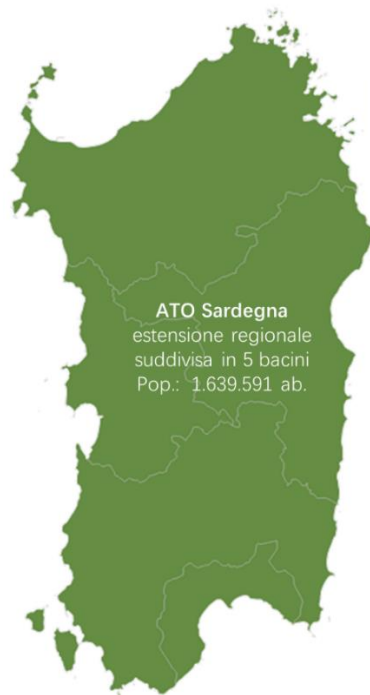 ATO Sardegna
estensione regionale
suddivisa in 5 bacini
Pop.: 1.639.591 ab.